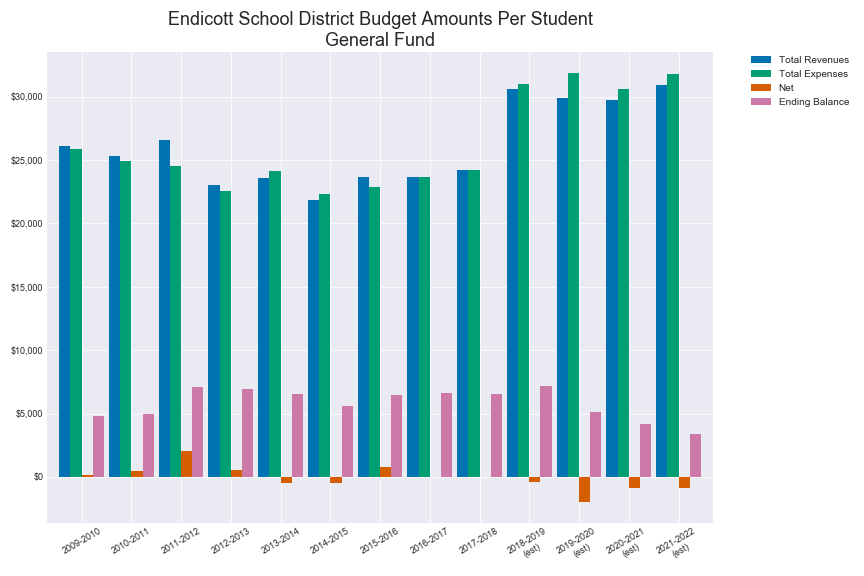 Endicott School District Budget Amounts Per Student
General Fund
Total Revenues
Total Expenses
Net
Ending Balance
$30,000
$25,000
$20,000
$15,000
$10,000
$5,000
$0
2009-2010
2010-2011
2011-2012
2012-2013
2013-2014
2014-2015
2015-2016
2016-2017
2017-2018
2018-2019
(est)
2019-2020
(est)
2020-2021
(est)
2021-2022
(est)